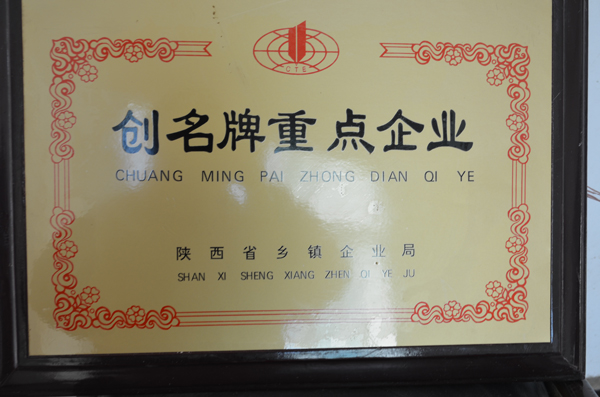 CTE
创名牌重点企业
CHUANG MING PAI ZHONG DIAN QI YE
陕西省乡镇企业局
SHAN XI SHENG XIANG ZHEN QI YE JU